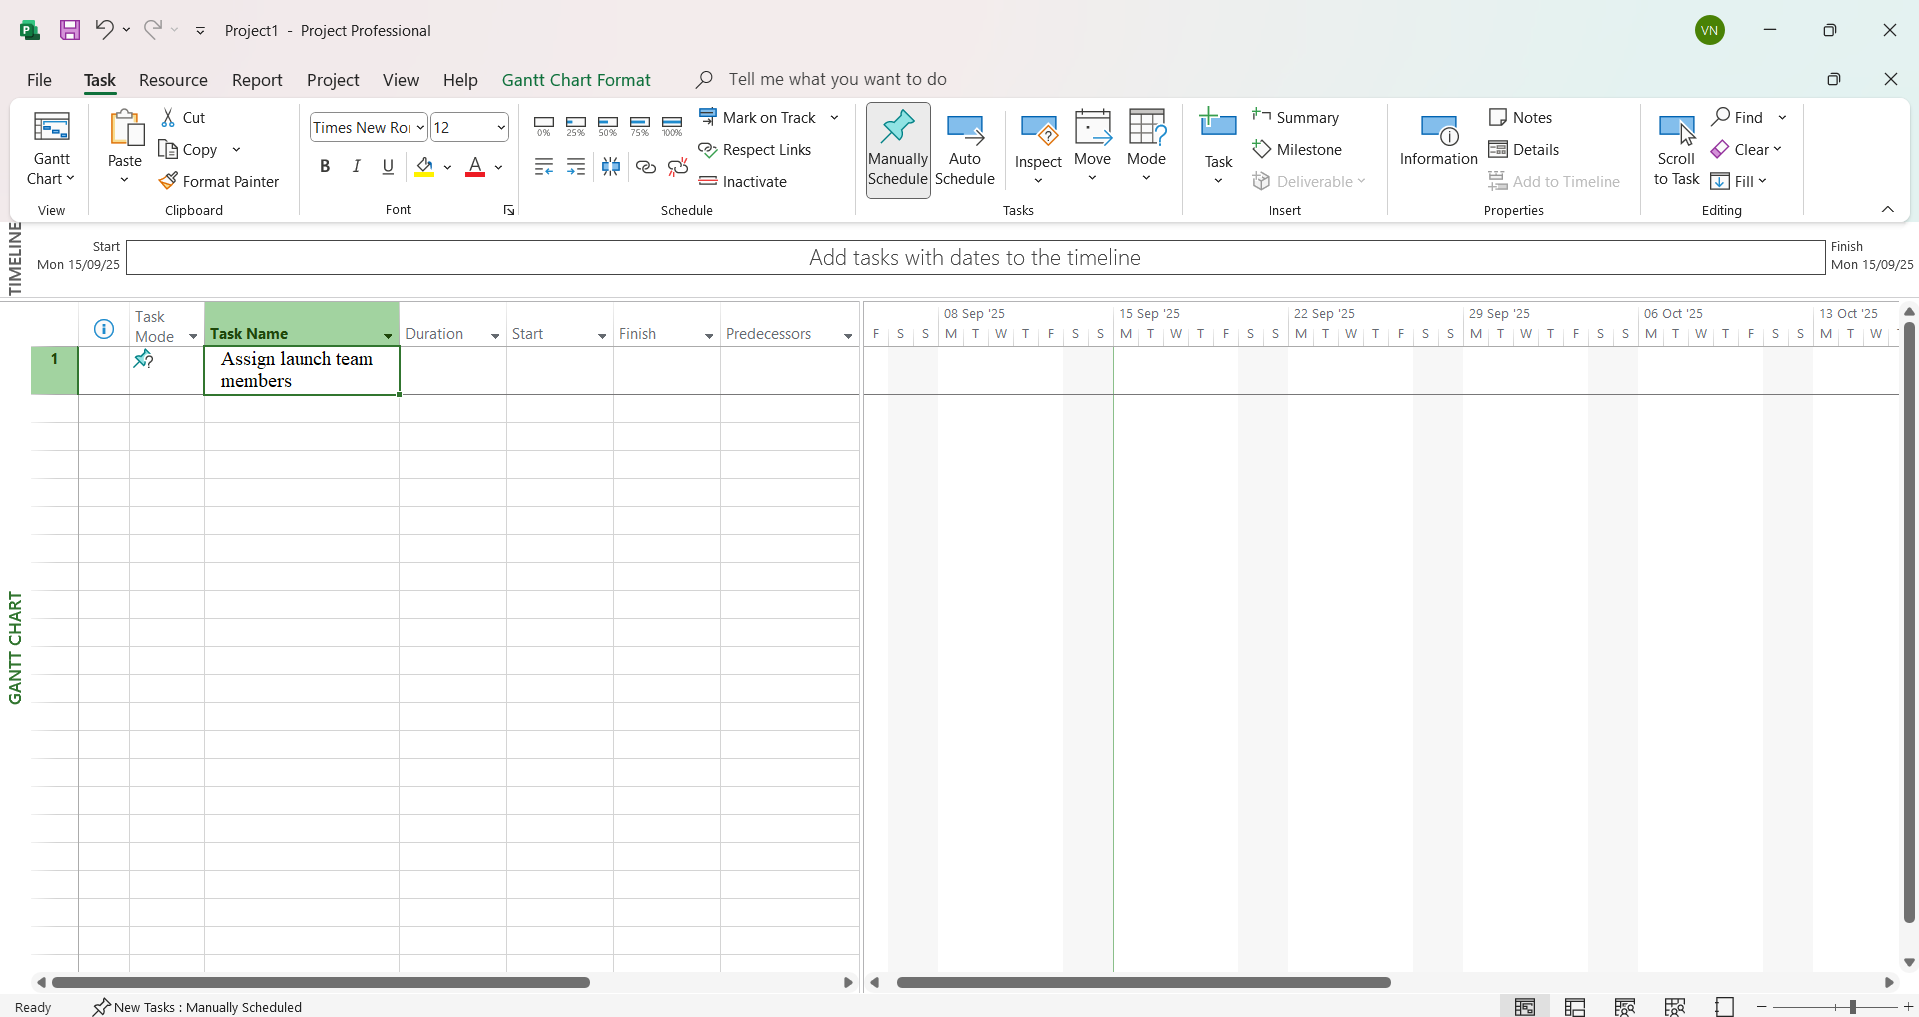 Project1 - Project Professional
VN
File Task Resource Report Project View Help Gantt Chart Format Tell me what you want to do
Gantt Chart
View
Paste
Cut
Copy
Format Painter
Clipboard
Times New Ro 12
B I U A
Font
0% 25% 50% 75% 100%
Mark on Track
Respect Links
Inactivate
Schedule
Manually Schedule
Auto Schedule
Inspect
Move
Mode
Tasks
Task
Summary
Milestone
Deliverable
Insert
Information
Notes
Details
Add to Timeline
Properties
Scroll to Task
Find
Clear
Fill
Editing
TIMELINE
Start
Mon 15/09/25
Add tasks with dates to the timeline
Finish
Mon 15/09/25
Task Mode Task Name Duration Start Finish Predecessors
08 Sep '25 15 Sep '25 22 Sep '25 29 Sep '25 06 Oct '25 13 Oct '25
F S S M T W T F S S M T W T F S S M T W T F S S M T W T F S S M T W T F S S M T W
1
Assign launch team
members
GANTT CHART
Ready
New Tasks : Manually Scheduled